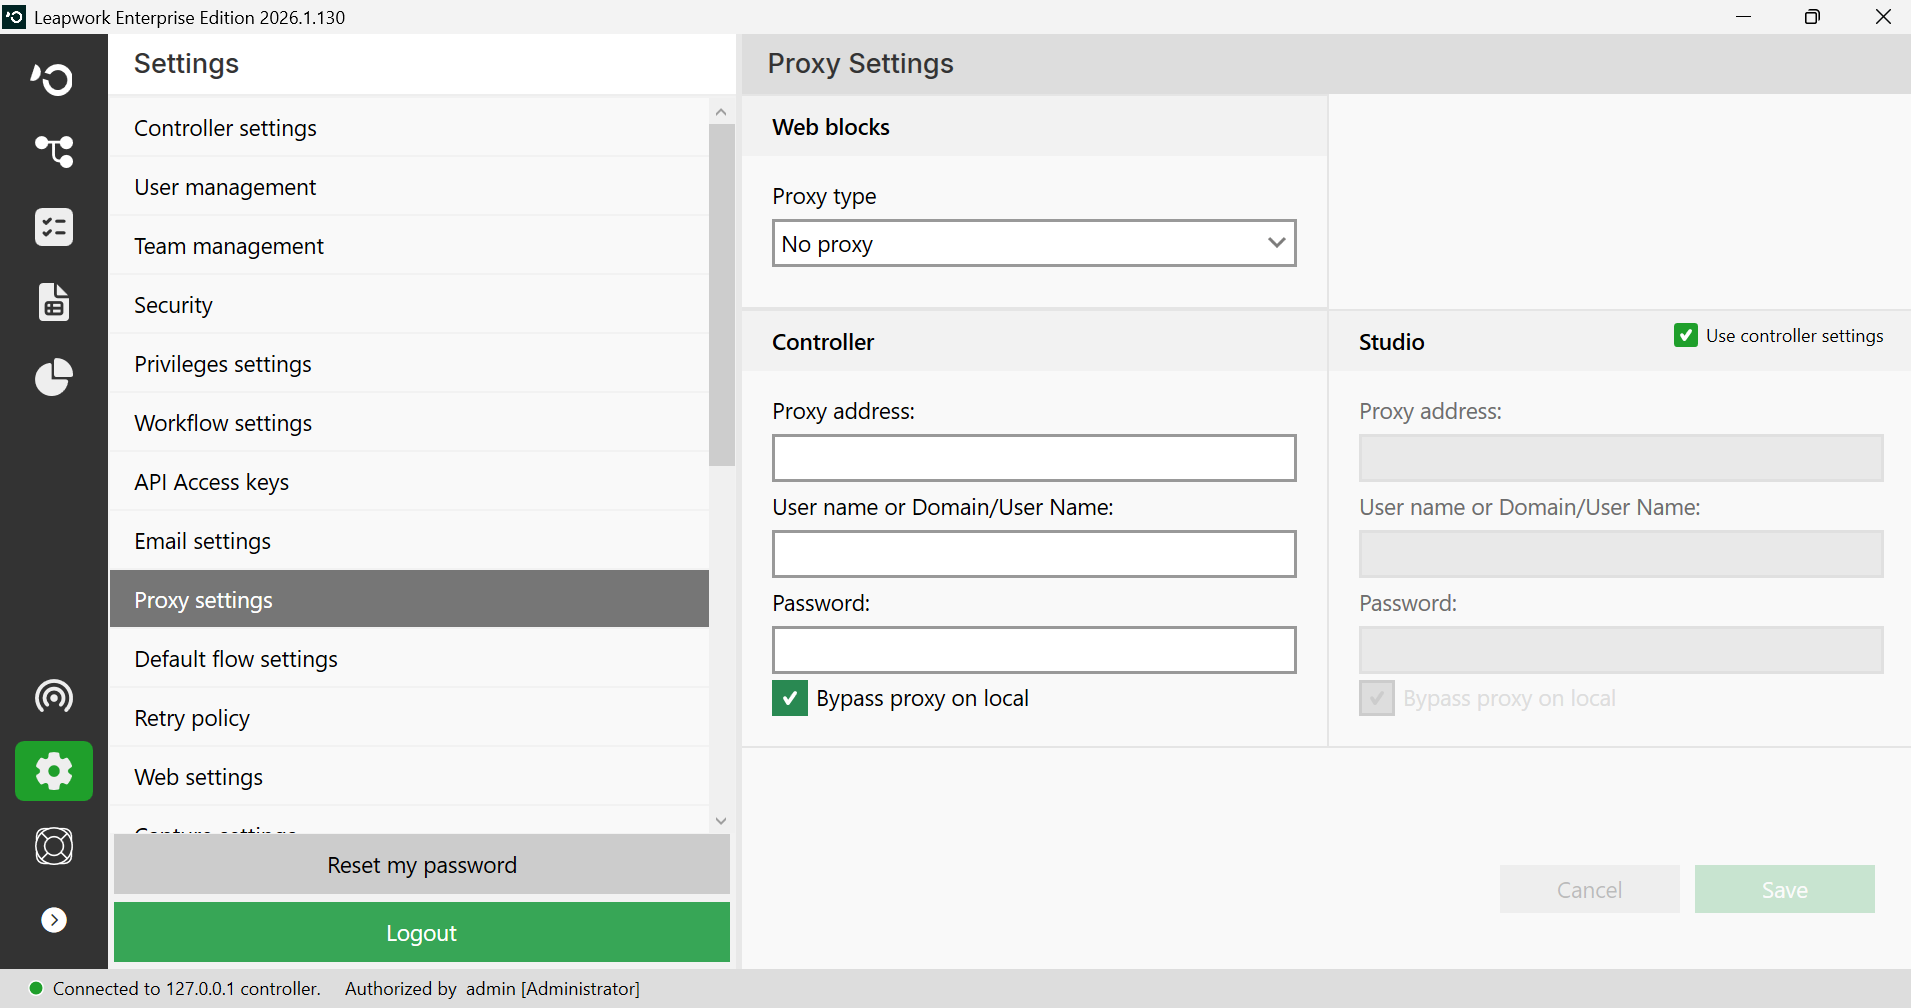 Leapwork Enterprise Edition 2026.1.130
Settings
Controller settings
User management
Team management
Security
Privileges settings
Workflow settings
API Access keys
Email settings
Proxy settings
Default flow settings
Retry policy
Web settings
Capture settings
Reset my password
Logout
Proxy Settings
Web blocks
Proxy type
No proxy
Controller
Proxy address:
User name or Domain/User Name:
Password:
Bypass proxy on local
Studio
Use controller settings
Proxy address:
User name or Domain/User Name:
Password:
Bypass proxy on local
Cancel
Save
Connected to 127.0.0.1 controller.
Authorized by admin [Administrator]